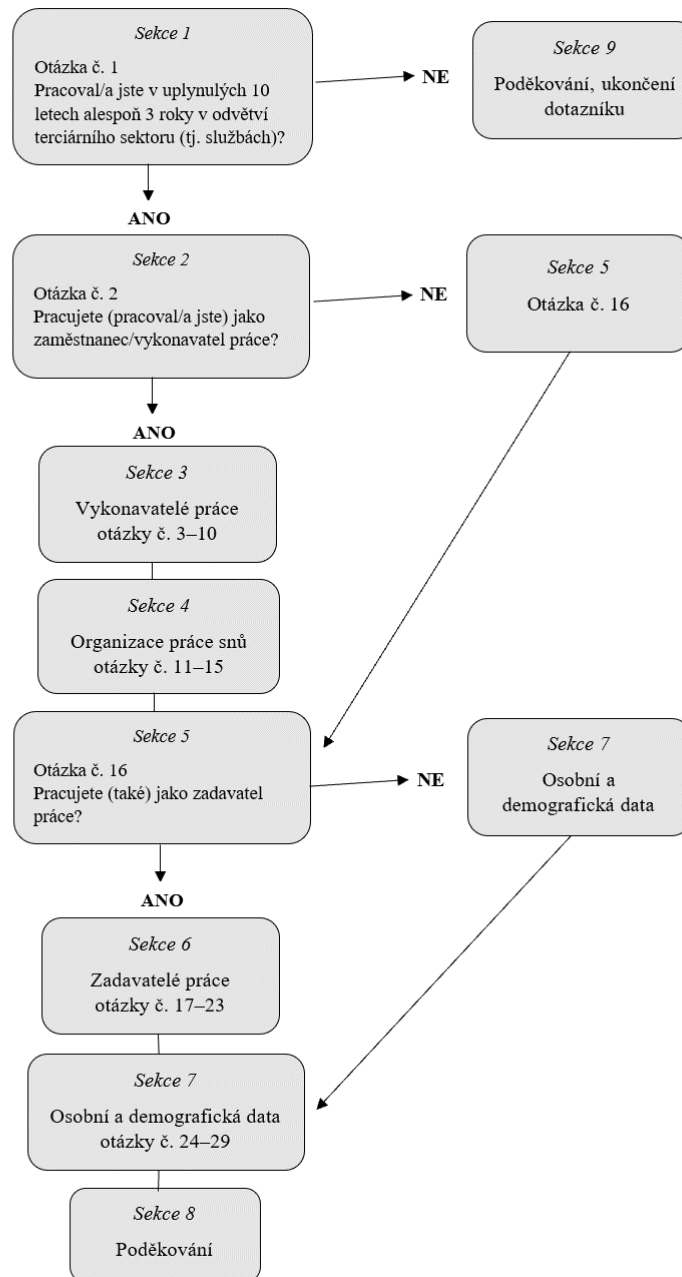 Sekce 1
Otázka č. 1
Pracoval/a jste v uplynulých 10
letech alespoň 3 roky v odvětví
terciárního sektoru (tj. službách)?
NE
Sekce 9
Poděkování, ukončení
dotazníku
ANO
Sekce 2
Otázka č. 2
Pracujete (pracoval/a jste) jako
zaměstnanec/vykonavatel práce?
NE
Sekce 5
Otázka č. 16
ANO
Sekce 3
Vykonavatelé práce
otázky č. 3–10
Sekce 4
Organizace práce snů
otázky č. 11–15
Sekce 5
Otázka č. 16
Pracujete (také) jako zadavatel
práce?
NE
Sekce 7
Osobní a
demografická data
ANO
Sekce 6
Zadavatelé práce
otázky č. 17–23
Sekce 7
Osobní a demografická data
otázky č. 24–29
Sekce 8
Poděkování